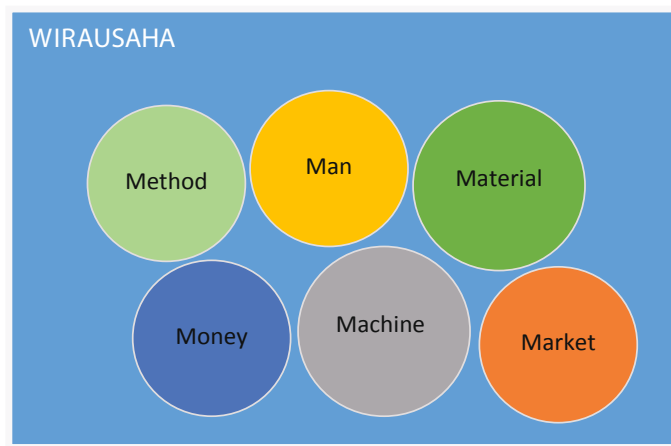 WIRAUSAHA
Method
Man
Material
Money
Machine
Market